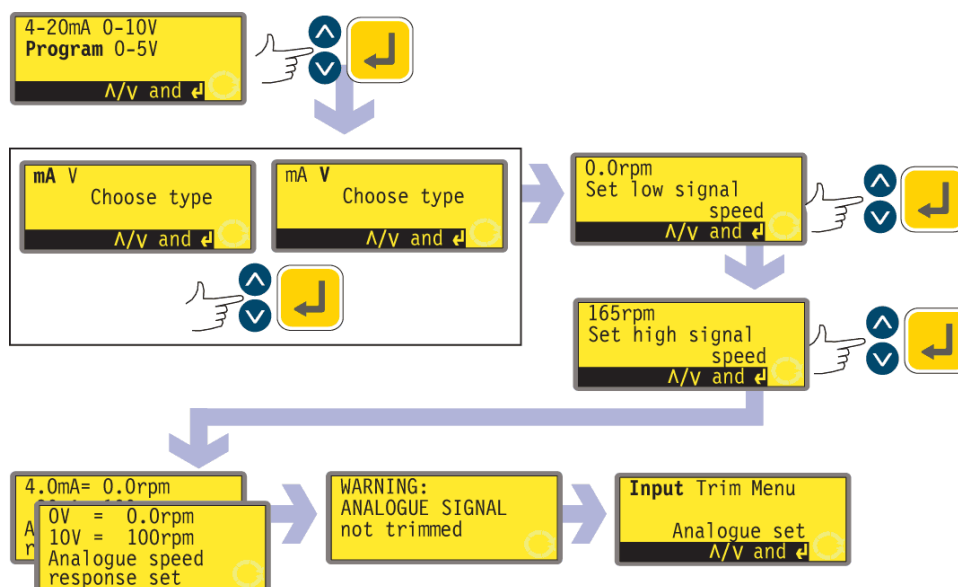 4-20mA 0-10V
Program 0-5V
Λ/V and ↵
mA V
Choose type
Λ/V and ↵
mA V
Choose type
Λ/V and ↵
0.0rpm
Set low signal
speed
Λ/V and ↵
165rpm
Set high signal
speed
Λ/V and ↵
4.0mA= 0.0rpm
0V = 0.0rpm
10V = 100rpm
Analogue speed
response set
WARNING:
ANALOGUE SIGNAL
not trimmed
Input Trim Menu
Analogue set
Λ/V and ↵